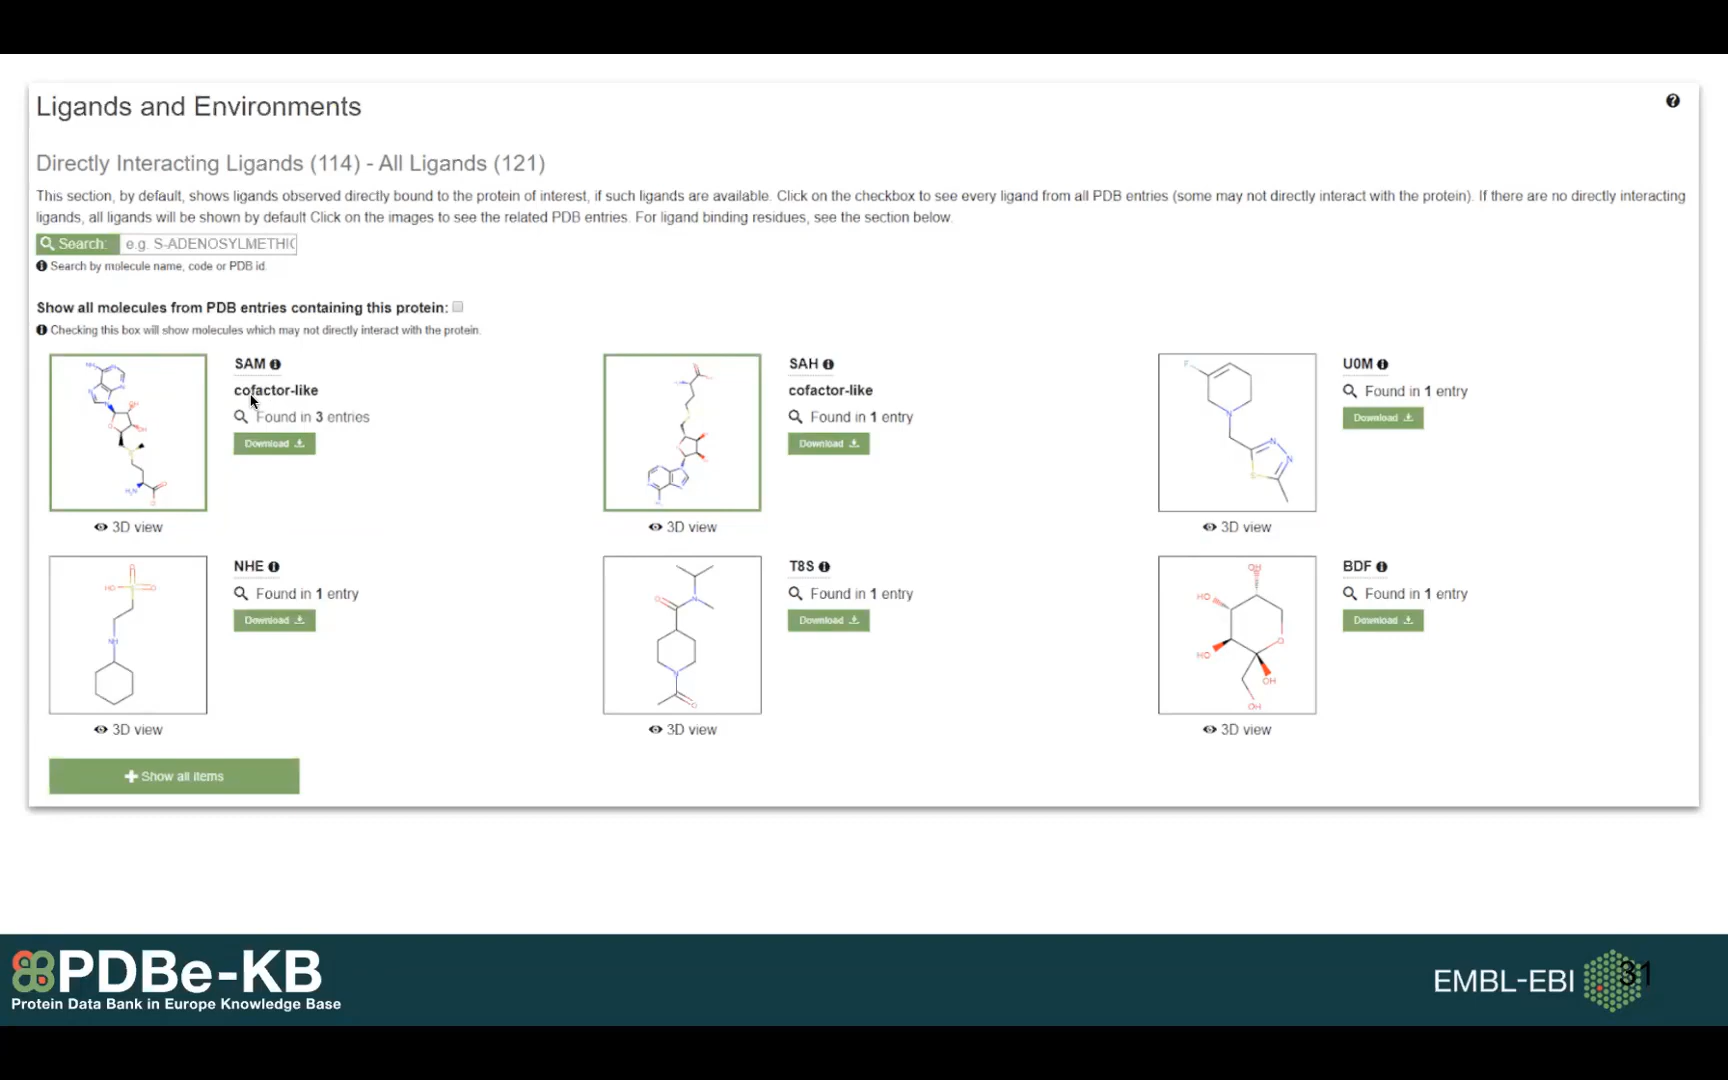 Ligands and Environments
Directly Interacting Ligands (114) - All Ligands (121)
This section, by default, shows ligands observed directly bound to the protein of interest, if such ligands are available. Click on the checkbox to see every ligand from all PDB entries (some may not directly interact with the protein). If there are no directly interacting
ligands, all ligands will be shown by default Click on the images to see the related PDB entries. For ligand binding residues, see the section below.
Search: e.g. S-ADENOSYLMETHIC
Search by molecule name, code or PDB id.
Show all molecules from PDB entries containing this protein:
Checking this box will show molecules which may not directly interact with the protein.
SAM
cofactor-like
Found in 3 entries
Download
3D view
SAH
cofactor-like
Found in 1 entry
Download
3D view
U0M
Found in 1 entry
Download
3D view
NHE
Found in 1 entry
Download
3D view
T8S
Found in 1 entry
Download
3D view
BDF
Found in 1 entry
Download
OH
HO
HO
O
OH
OH
3D view
Show all items
PDBe-KB
Protein Data Bank in Europe Knowledge Base
EMBL-EBI
31